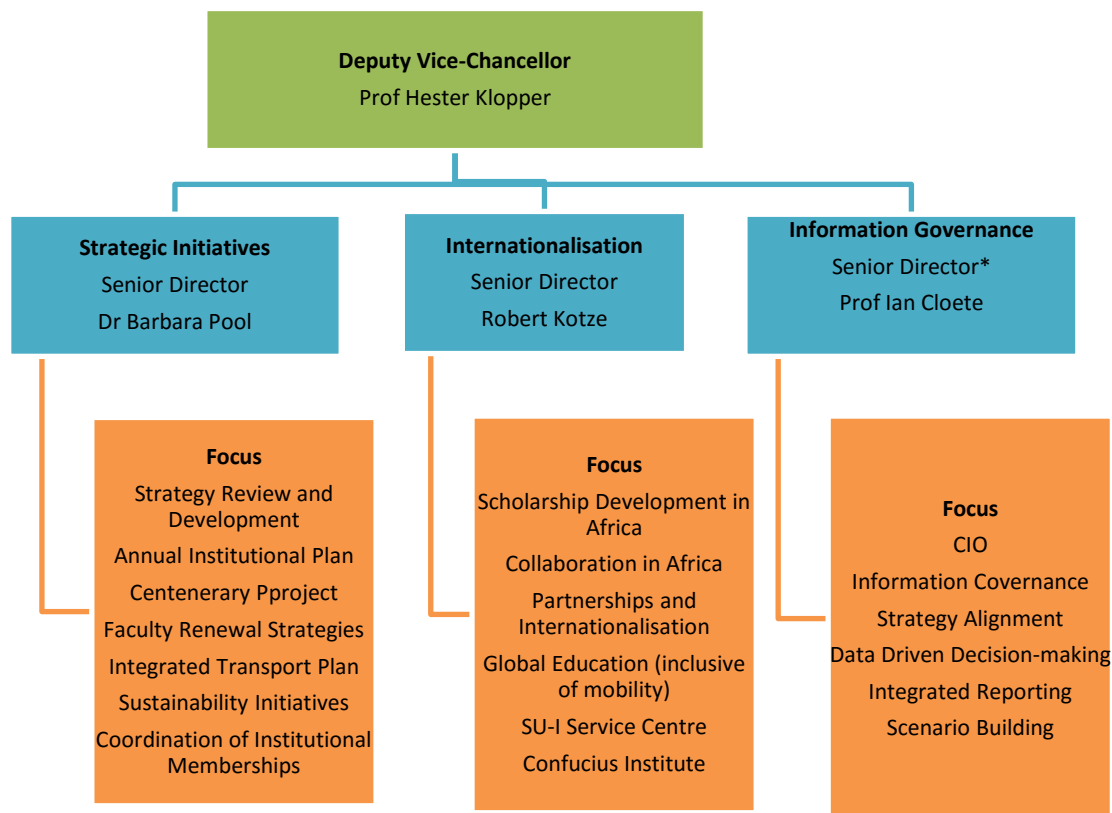 Deputy Vice-Chancellor
Prof Hester Klopper
Strategic Initiatives
Senior Director
Dr Barbara Pool
Internationalisation
Senior Director
Robert Kotze
Information Governance
Senior Director*
Prof Ian Cloete
Focus
Strategy Review and
Development
Annual Institutional Plan
Centenerary Pproject
Faculty Renewal Strategies
Integrated Transport Plan
Sustainability Initiatives
Coordination of Institutional
Memberships
Focus
Scholarship Development in
Africa
Collaboration in Africa
Partnerships and
Internationalisation
Global Education (inclusive
of mobility)
SU-I Service Centre
Confucius Institute
Focus
CIO
Information Covernance
Strategy Alignment
Data Driven Decision-making
Integrated Reporting
Scenario Building